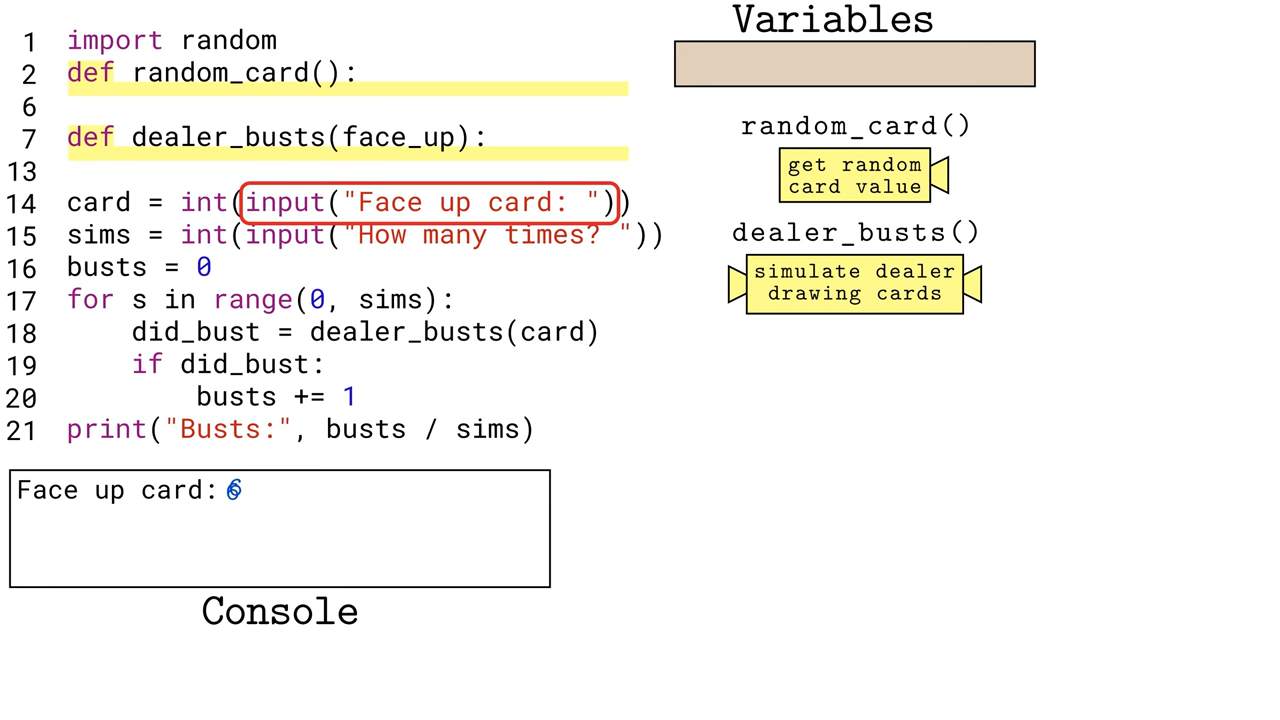 1 import random
2 def random_card():
6
7 def dealer_busts(face_up):
13
14 card = int(input("Face up card: "))
15 sims = int(input("How many times? "))
16 busts = 0
17 for s in range(0, sims):
18     did_bust = dealer_busts(card)
19     if did_bust:
20         busts += 1
21 print("Busts:", busts / sims)
Face up card: 6
Console
Variables
random_card()
get random
card value
dealer_busts()
simulate dealer
drawing cards